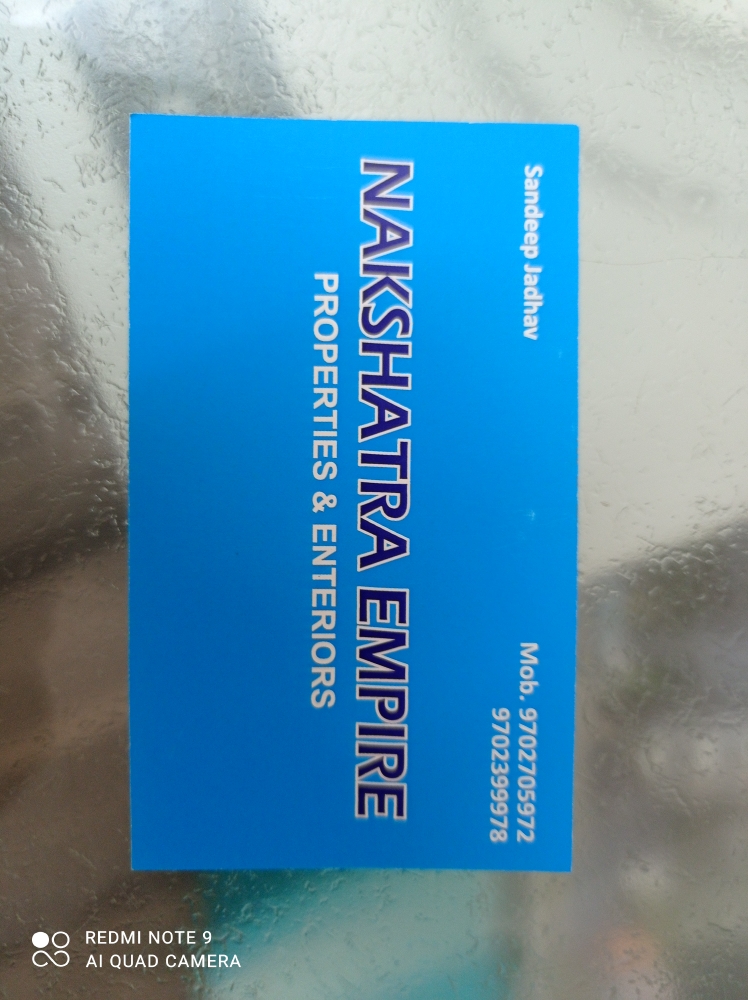 Sandeep Jadhav
Mob. 9702705972
9702399978
NAKSHATRA EMPIRE
PROPERTIES & ENTERIORS
REDMI NOTE 9
AI QUAD CAMERA